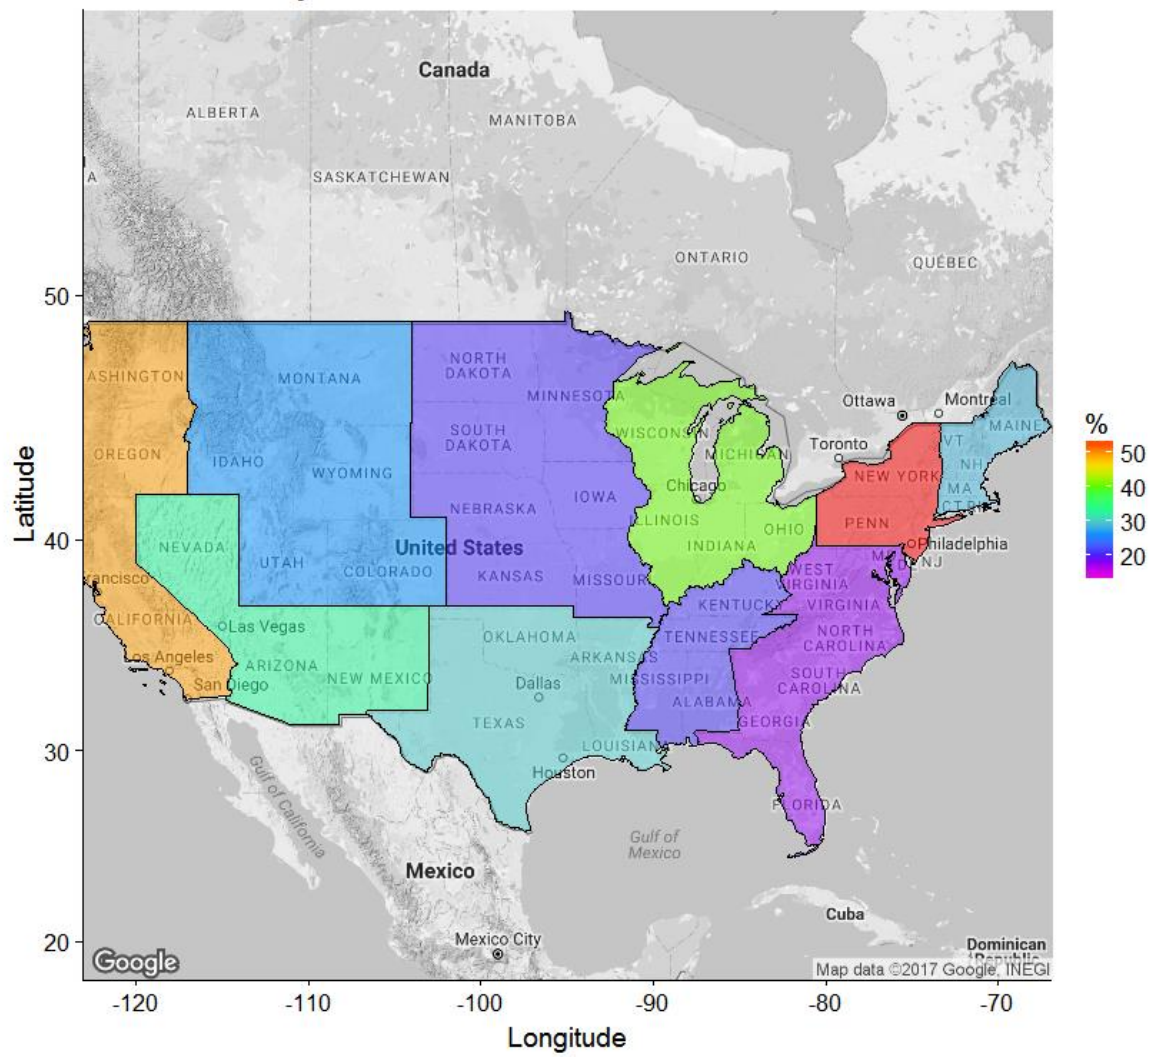 Canada
ALBERTA
MANITOBA
A
SASKATCHEWAN
ONTARIO
QUÉBEC
50
NORTH
DAKOTA
ASHINGTON
MONTANA
MINNESOTA
Ottawa
Montreal
MAINE
%
50
40
30
20
SOUTH
DAKOTA
WISCONSIN
MICHIGAN
Toronto
VT
NH
OREGON
IDAHO
WYOMING
Chicago
NEW YORK
MA
NEBRASKA
IOWA
ILLINOIS
OHIO
PENN
INDIANA
Latitude
40
NEVADA
United States
Philadelphia
NJ
UTAH
COLORADO
KANSAS
MISSOUR
WEST
VIRGINIA
rancisco
CALIFORNIA
Las Vegas
KENTUCKY
VIRGINIA
OKLAHOMA
TENNESSEE
NORTH
CAROLINA
os Angeles
ARIZONA
NEW MEXICO
ARKANSAS
MISSISSIPPI
SOUTH
CAROLINA
San Diego
Dallas
ALABAMA
TEXAS
GEORGIA
30
LOUISIANA
Houston
Gulf of California
FLORIDA
Gulf of
Mexico
Mexico
Cuba
20
Mexico City
Dominican
Republic
Google
Map data ©2017 Google, INEGI
-120
-110
-100
-90
-80
-70
Longitude